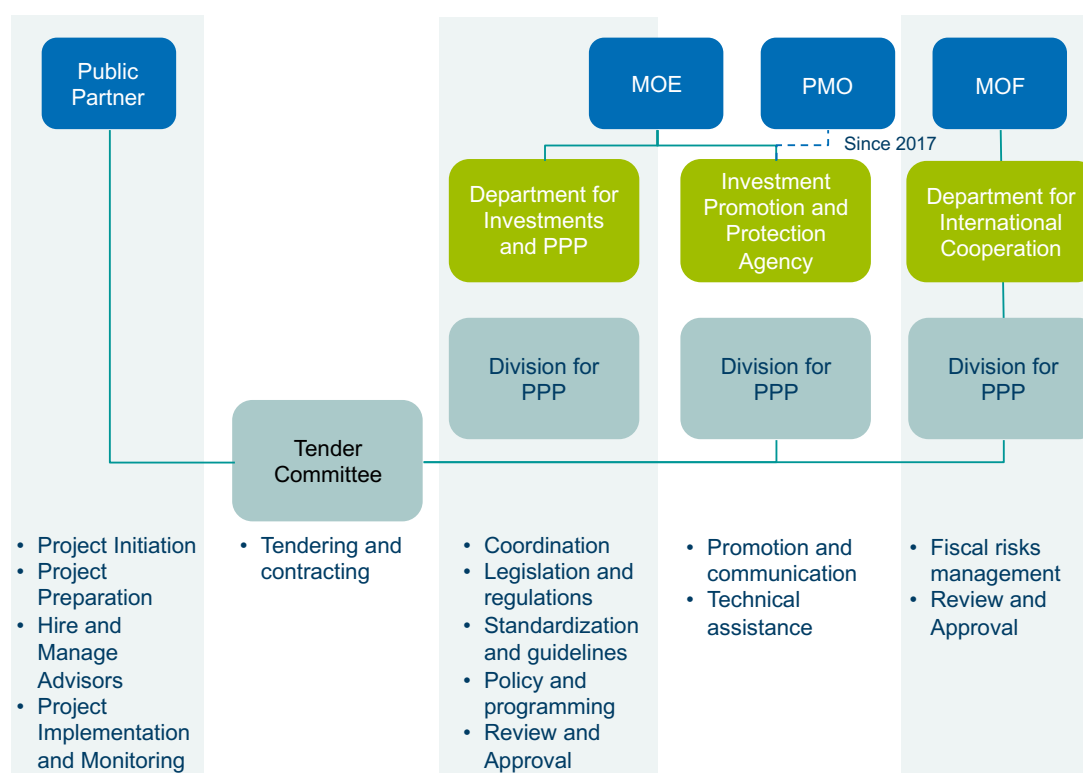 Public
Partner
MOE
PMO
MOF
Since 2017
Department for
Investments
and PPP
Investment
Promotion and
Protection
Agency
Department for
International
Cooperation
Division for
PPP
Division for
PPP
Division for
PPP
Tender
Committee
• Project Initiation
• Project
Preparation
• Hire and
Manage
Advisors
• Project
Implementation
and Monitoring
• Tendering and
contracting
• Coordination
• Legislation and
regulations
• Standardization
and guidelines
• Policy and
programming
• Review and
Approval
• Promotion and
communication
• Technical
assistance
• Fiscal risks
management
• Review and
Approval